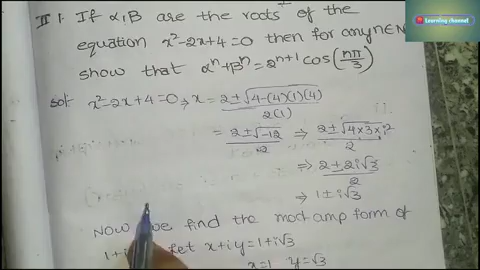 II 1. If α,β are the roots of the
equation x²-2x+4=0 then for any n∈N
show that αⁿ+βⁿ=2ⁿ⁺¹cos(nπ/3)
sol: x²-2x+4=0 ⇒ x = 2±√4-(4)(1)(4) / 2(1)
= 2±√-12 / 2 ⇒ 2±√4×3×i² / 2
⇒ 2±2i√3 / 2
⇒ 1±i√3
Now we find the mod-amp form of
1+i Let x+iy=1+i√3
x=1 y=√3
Learning channel